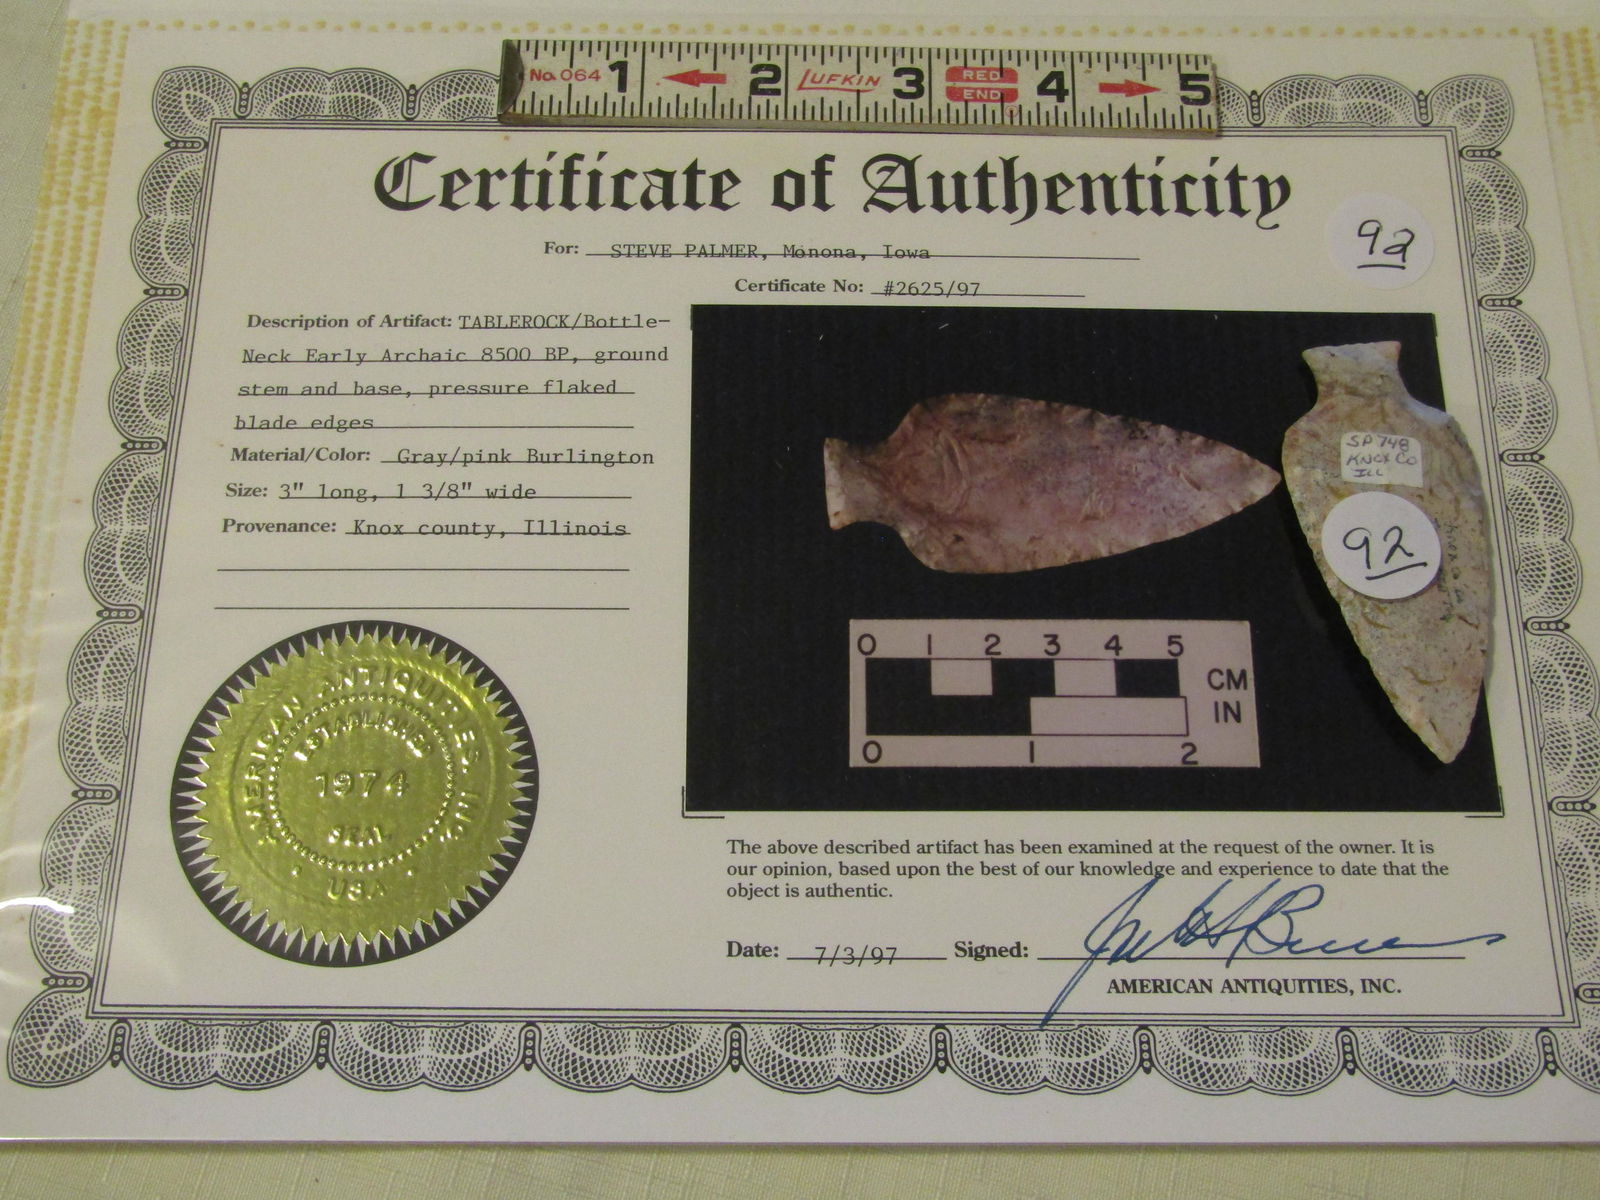 No. 064 1 2 LUFKIN 3 RED END 4 5
Certificate of Authenticity
92
For: STEVE PALMER, Monona, Iowa
Certificate No: #2625/97
Description of Artifact: TABLEROCK/Bottle-
Neck Early Archaic 8500 BP, ground
stem and base, pressure flaked
blade edges
Material/Color: Gray/pink Burlington
Size: 3" long, 1 3/8" wide
Provenance: Knox county, Illinois
SP 748
KNOX CO
ILL
92
0 1 2 3 4 5
CM
IN
0 1 2
AMERICAN ANTIQUITIES, INC.
ESTABLISHED
1974
SEAL
USA
The above described artifact has been examined at the request of the owner. It is
our opinion, based upon the best of our knowledge and experience to date that the
object is authentic.
Date: 7/3/97 Signed:
AMERICAN ANTIQUITIES, INC.